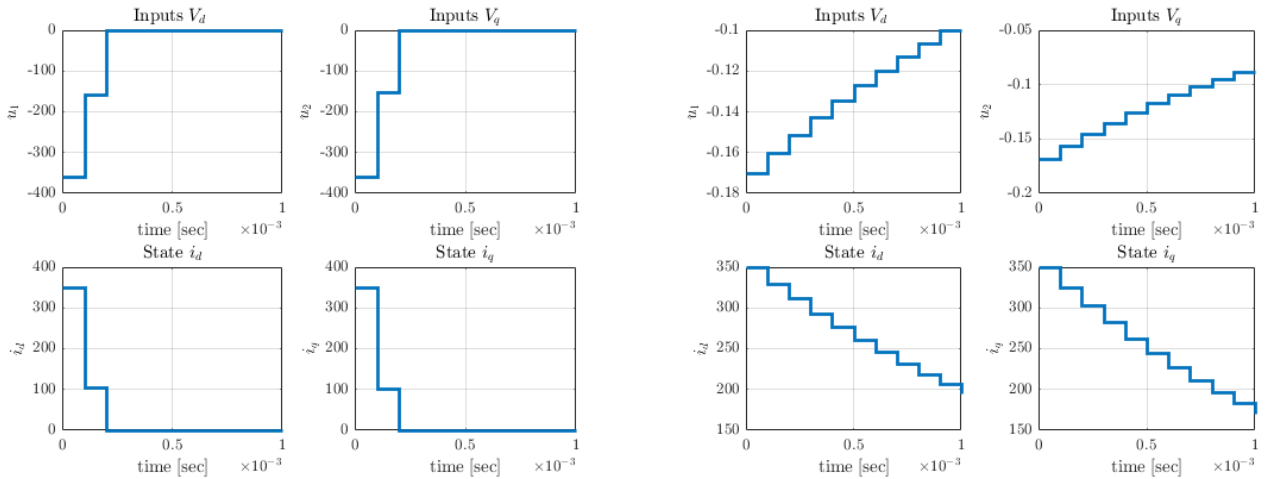 Inputs V_d
0
-100
-200
-300
-400
u_1
0
0.5
1
time [sec]
×10^{-3}
Inputs V_q
0
-100
-200
-300
-400
u_2
0
0.5
1
time [sec]
×10^{-3}
Inputs V_d
-0.1
-0.12
-0.14
-0.16
-0.18
u_1
0
0.5
1
time [sec]
×10^{-3}
Inputs V_q
-0.05
-0.1
-0.15
-0.2
u_2
0
0.5
1
time [sec]
×10^{-3}
State i_d
400
300
200
100
0
i_d
0
0.5
1
time [sec]
×10^{-3}
State i_q
400
300
200
100
0
i_q
0
0.5
1
time [sec]
×10^{-3}
State i_d
350
300
250
200
150
i_d
0
0.5
1
time [sec]
×10^{-3}
State i_q
350
300
250
200
150
i_q
0
0.5
1
time [sec]
×10^{-3}